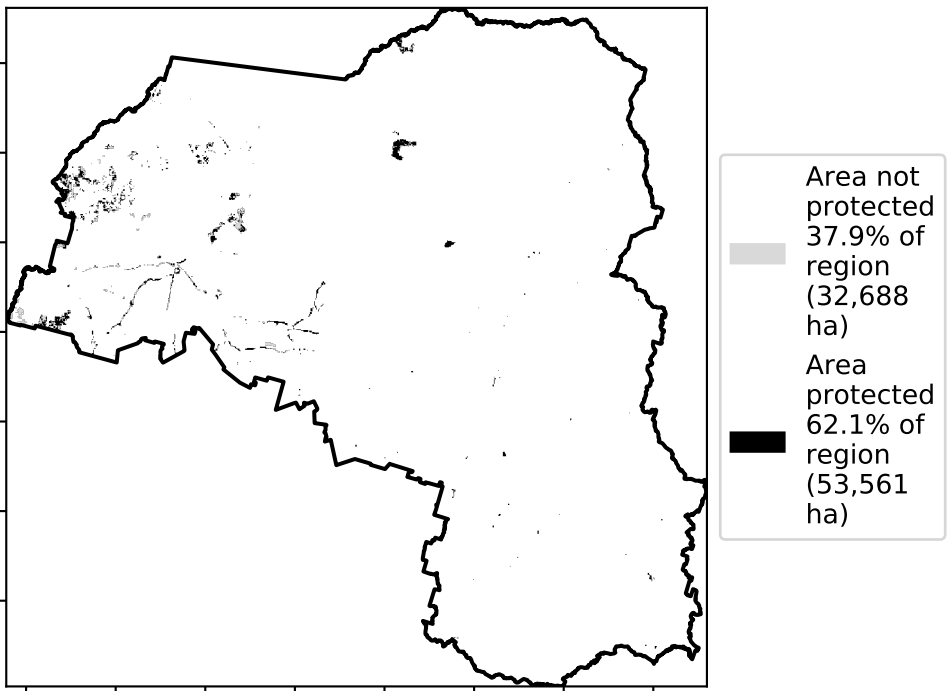 Area not
protected
37.9% of
region
(32,688
ha)
Area
protected
62.1% of
region
(53,561
ha)